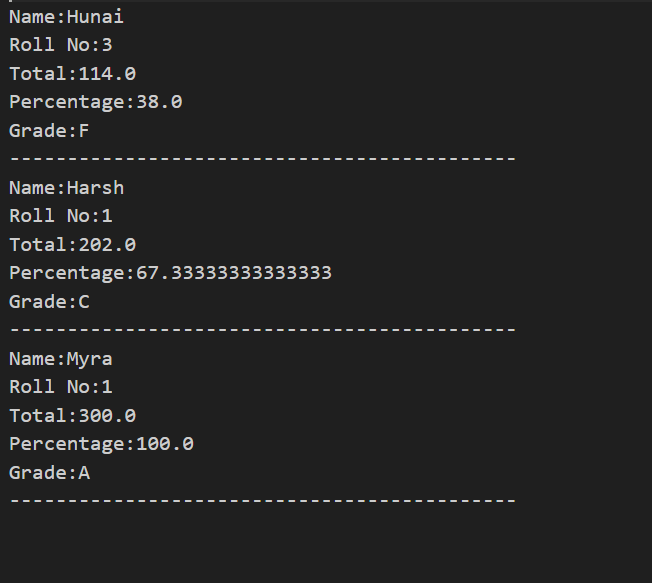 Name:Hunai
Roll No:3
Total:114.0
Percentage:38.0
Grade:F
--------------------------------------------
Name:Harsh
Roll No:1
Total:202.0
Percentage:67.33333333333333
Grade:C
--------------------------------------------
Name:Myra
Roll No:1
Total:300.0
Percentage:100.0
Grade:A
--------------------------------------------